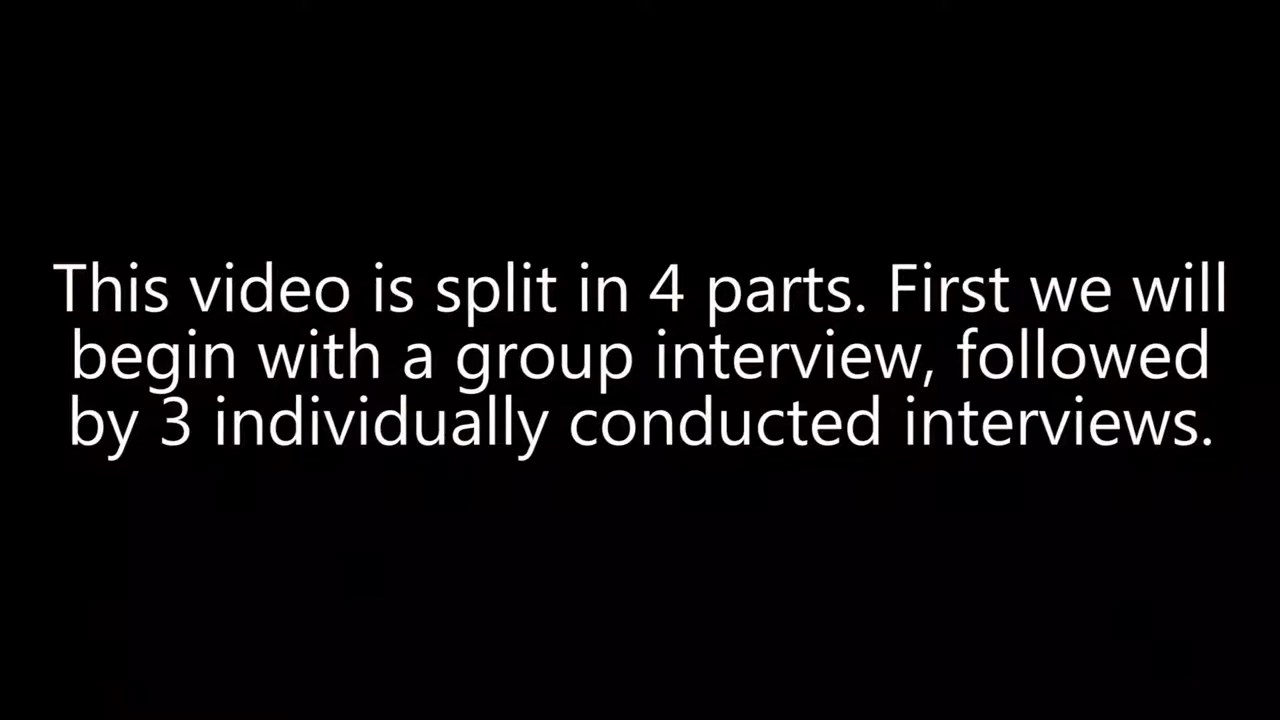 This video is split in 4 parts. First we will
begin with a group interview, followed
by 3 individually conducted interviews.